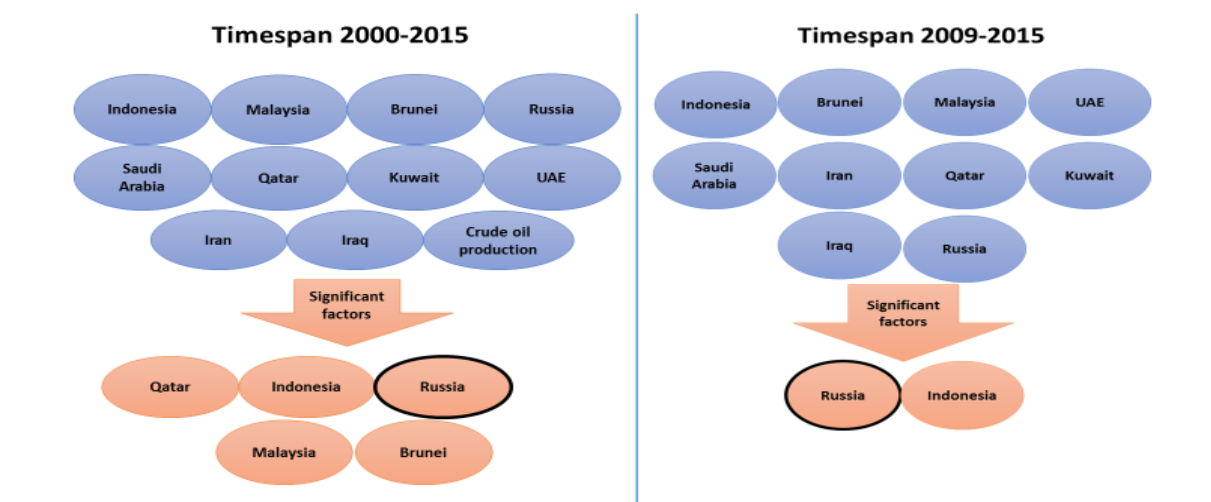 Timespan 2000-2015
Indonesia
Malaysia
Brunei
Russia
Saudi
Arabia
Qatar
Kuwait
UAE
Iran
Iraq
Crude oil
production
Significant
factors
Qatar
Indonesia
Russia
Malaysia
Brunei
Timespan 2009-2015
Indonesia
Brunei
Malaysia
UAE
Saudi
Arabia
Iran
Qatar
Kuwait
Iraq
Russia
Significant
factors
Russia
Indonesia